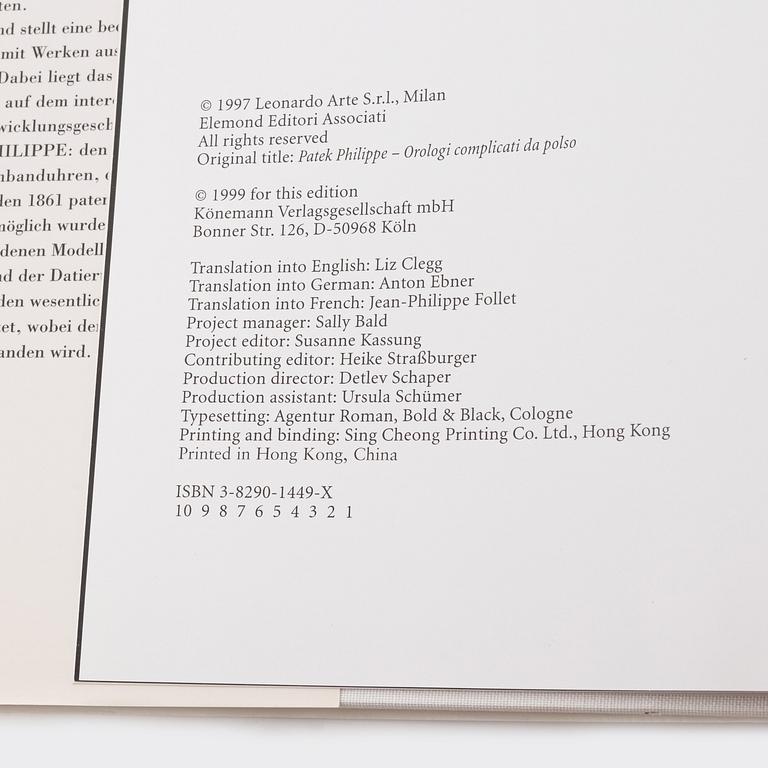 ten.
nd stellt eine be
mit Werken aus
Dabei liegt das
auf dem inter
wicklungsgesch
HILIPPE: den
nbanduhren,
den 1861 paten
möglich wurde
denen Modell
nd der Datier
den wesentlic
tet, wobei de
anden wird.
© 1997 Leonardo Arte S.r.l., Milan
Elemond Editori Associati
All rights reserved
Original title: Patek Philippe – Orologi complicati da polso
© 1999 for this edition
Könemann Verlagsgesellschaft mbH
Bonner Str. 126, D-50968 Köln
Translation into English: Liz Clegg
Translation into German: Anton Ebner
Translation into French: Jean-Philippe Follet
Project manager: Sally Bald
Project editor: Susanne Kassung
Contributing editor: Heike Straßburger
Production director: Detlev Schaper
Production assistant: Ursula Schümer
Typesetting: Agentur Roman, Bold & Black, Cologne
Printing and binding: Sing Cheong Printing Co. Ltd., Hong Kong
Printed in Hong Kong, China
ISBN 3-8290-1449-X
10 9 8 7 6 5 4 3 2 1